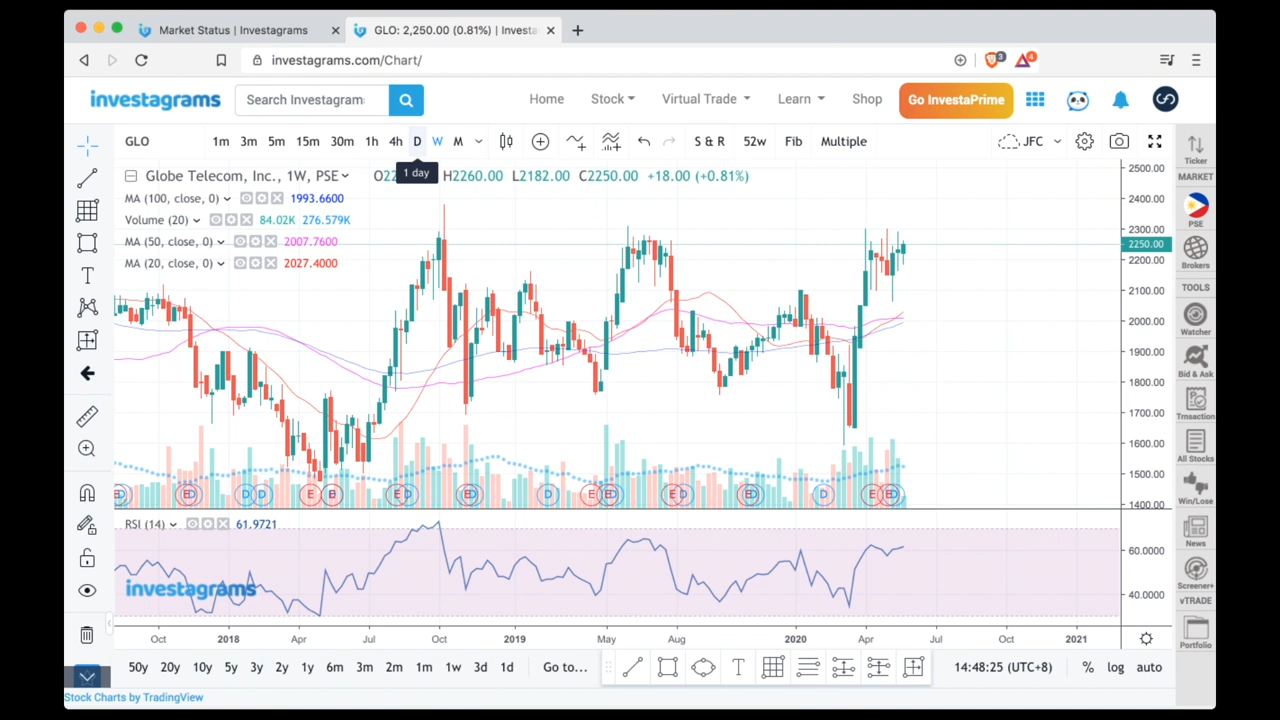 Market Status | Investagrams
GLO: 2,250.00 (0.81%) | Investa
investagrams.com/Chart/
3
4
investagrams
Search Investagram
Home
Stock
Virtual Trade
Learn
Shop
Go InvestaPrime
GLO
1m
3m
5m
15m
30m
1h
4h
D
W
M
S & R
52w
Fib
Multiple
JFC
1 day
Globe Telecom, Inc., 1W, PSE
O22
H2260.00
L2182.00
C2250.00
+18.00 (+0.81%)
MA (100, close, 0)
1993.6600
Volume (20)
84.02K
276.579K
MA (50, close, 0)
2007.7600
MA (20, close, 0)
2027.4000
2500.00
2400.00
2300.00
2250.00
2200.00
2100.00
2000.00
1900.00
1800.00
1700.00
1600.00
1500.00
1400.00
RSI (14)
61.9721
investagrams
60.0000
40.0000
Oct
2018
Apr
Jul
Oct
2019
May
Aug
2020
Apr
Jul
Oct
2021
50y
20y
10y
5y
3y
2y
1y
6m
3m
2m
1m
1w
3d
1d
Go to...
14:48:25 (UTC+8)
%
log
auto
Stock Charts by TradingView
Ticker
MARKET
PSE
Brokers
TOOLS
Watcher
Bid & Ask
Trnsaction
All Stocks
Win/Lose
News
Screener+
vTRADE
Portfolio